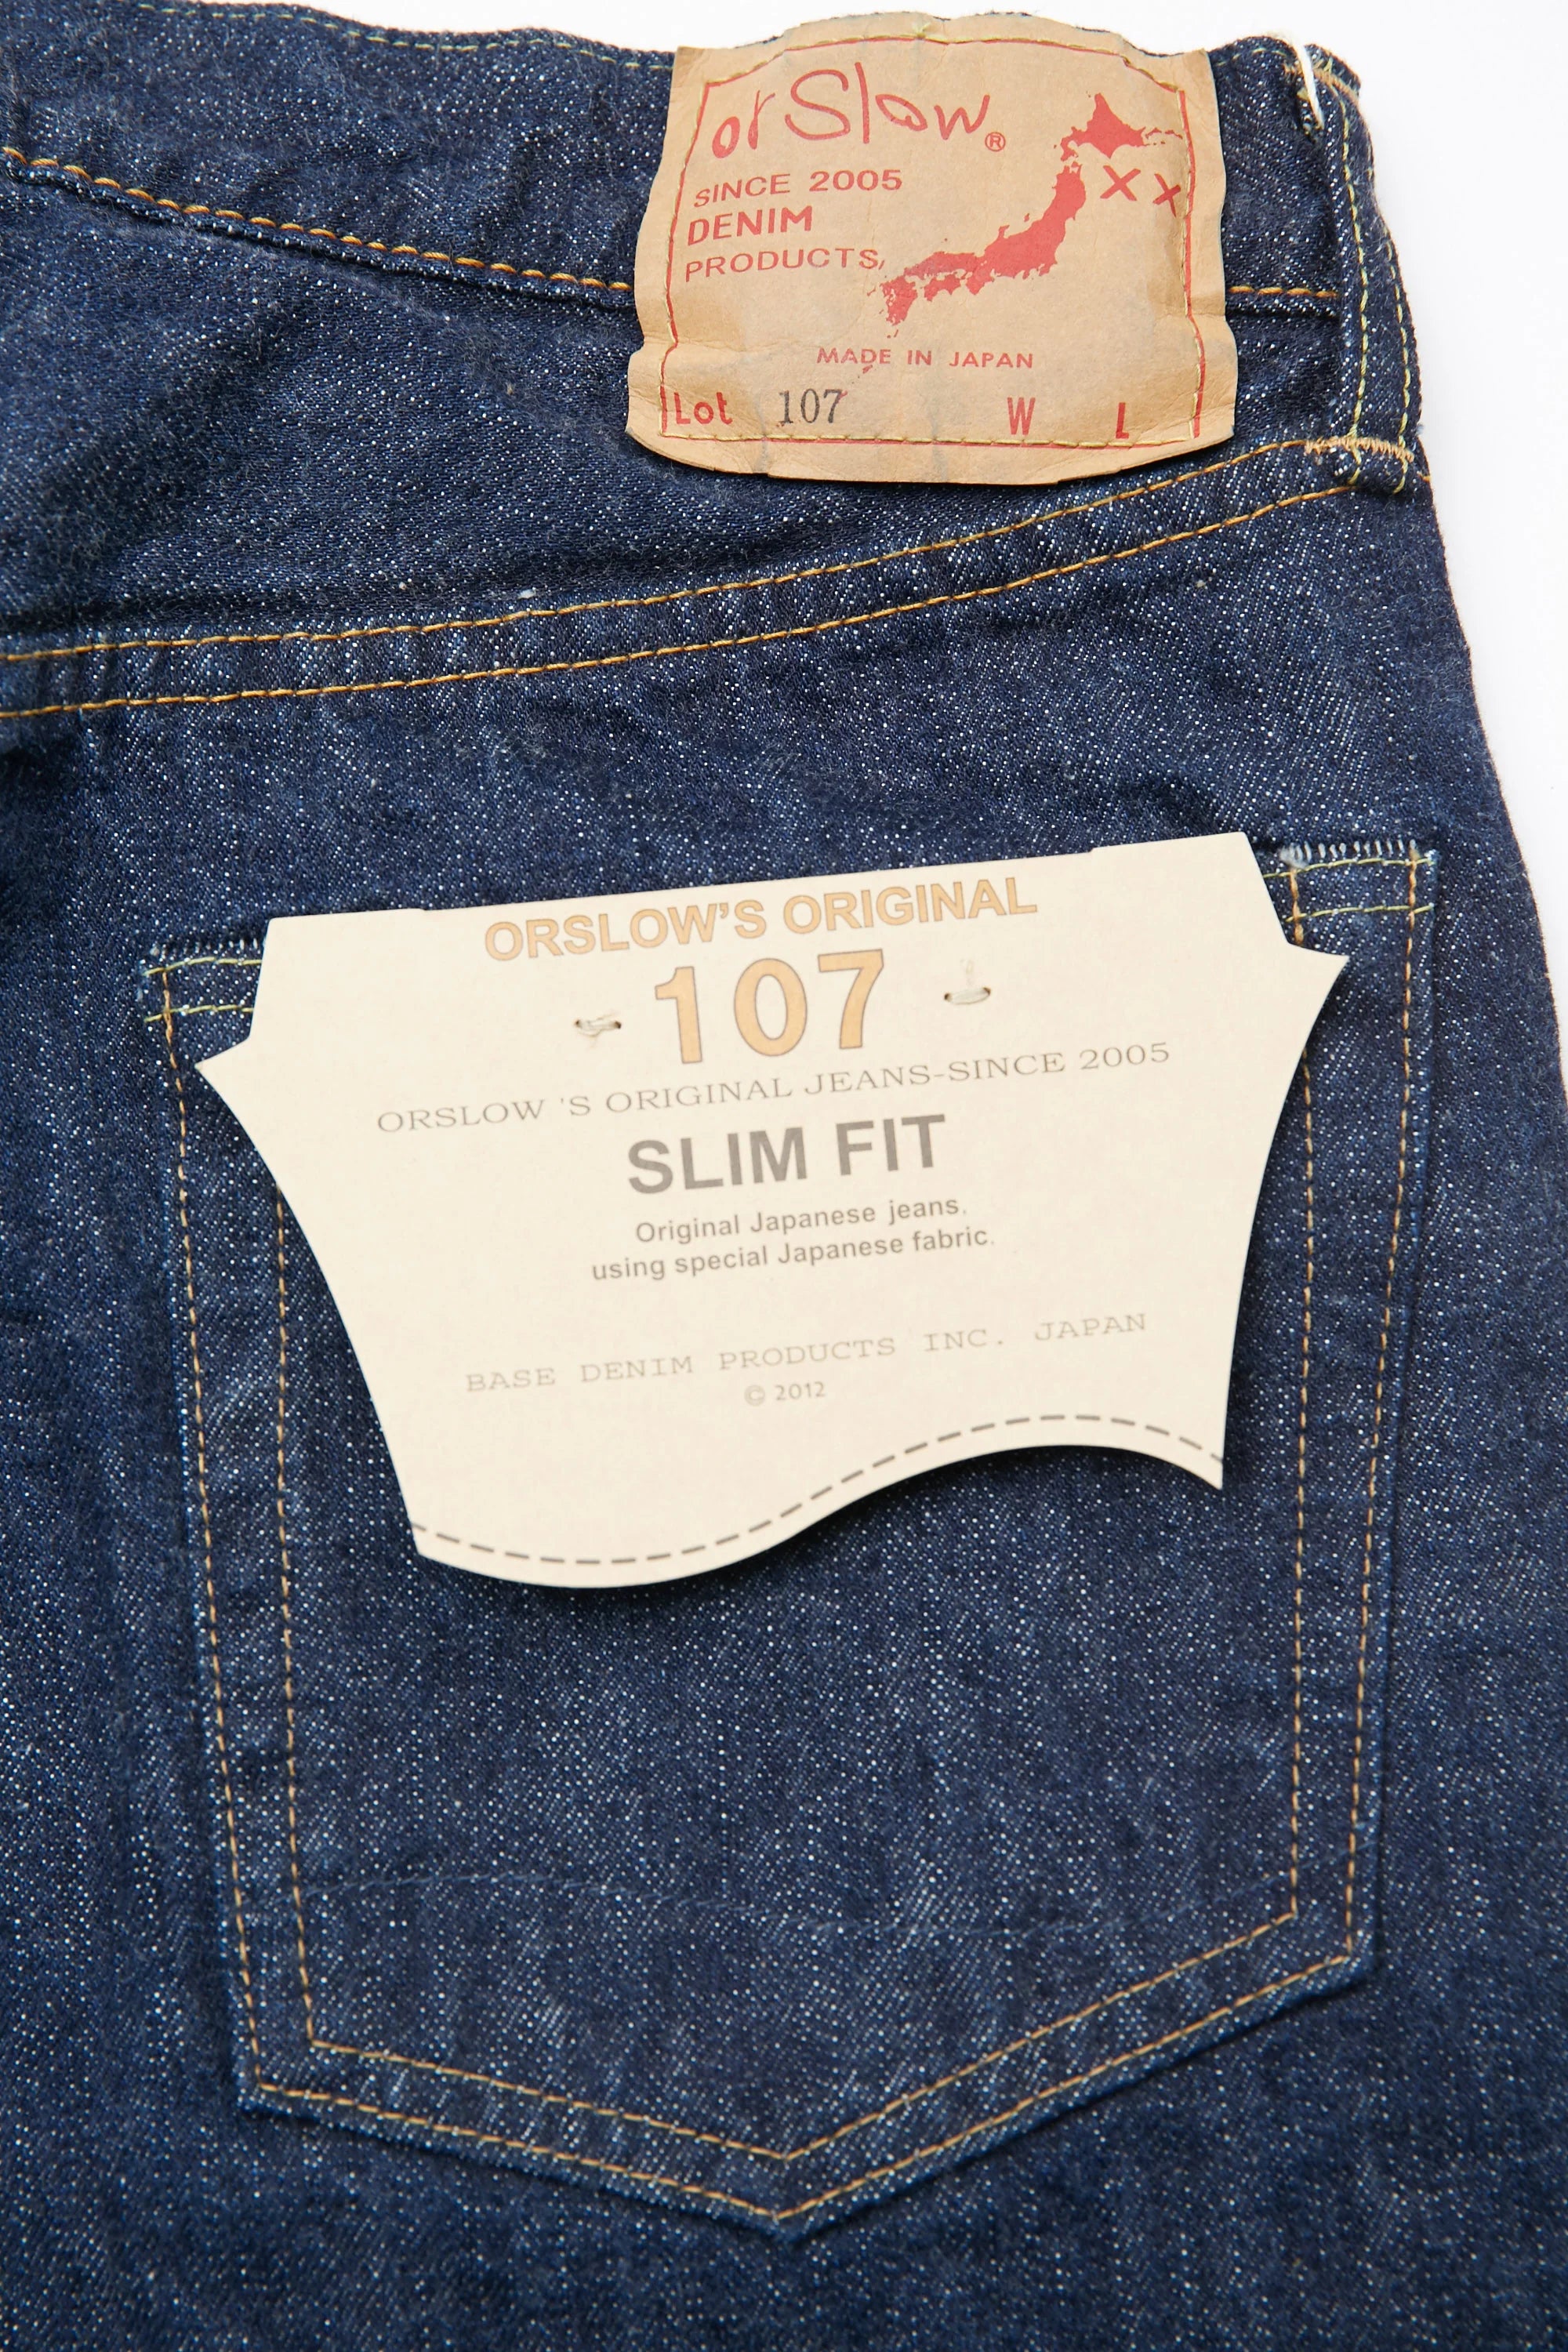 orSlow®
SINCE 2005
DENIM
PRODUCTS,
XX
MADE IN JAPAN
Lot 107 W L
ORSLOW'S ORIGINAL
107
ORSLOW 'S ORIGINAL JEANS-SINCE 2005
SLIM FIT
Original Japanese jeans.
using special Japanese fabric.
BASE DENIM PRODUCTS INC. JAPAN
© 2012